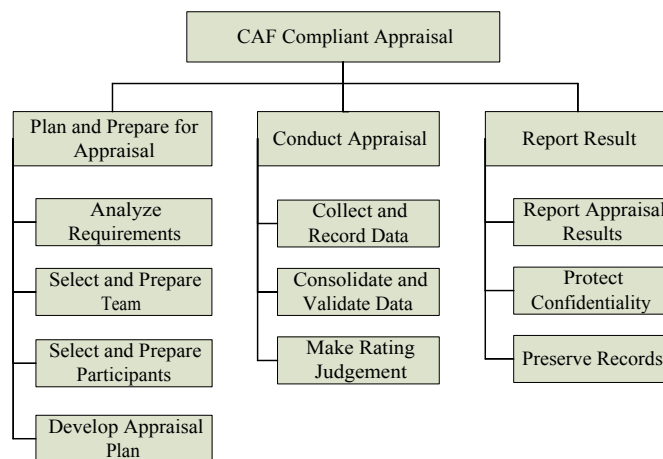 CAF Compliant Appraisal
Plan and Prepare for
Appraisal
Analyze
Requirements
Select and Prepare
Team
Select and Prepare
Participants
Develop Appraisal
Plan
Conduct Appraisal
Collect and
Record Data
Consolidate and
Validate Data
Make Rating
Judgement
Report Result
Report Appraisal
Results
Protect
Confidentiality
Preserve Records